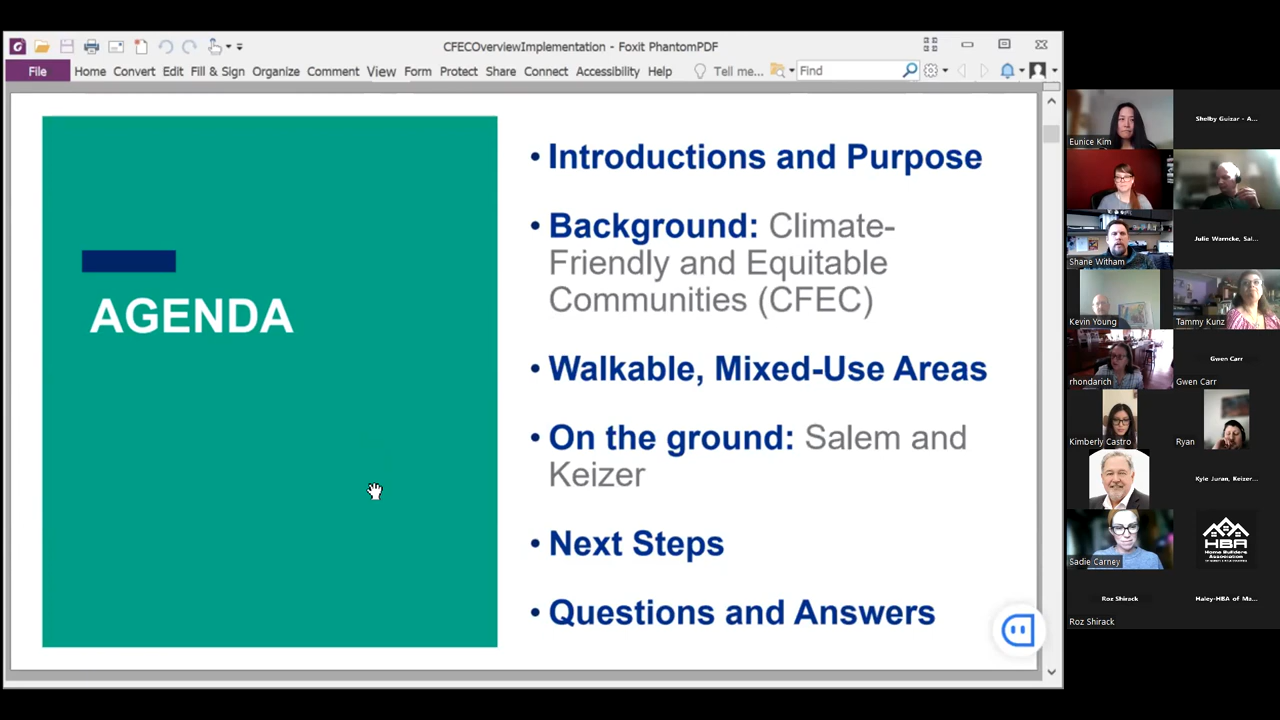 CFECOverviewImplementation - Foxit PhantomPDF
File Home Convert Edit Fill & Sign Organize Comment View Form Protect Share Connect Accessibility Help Tell me... Find
AGENDA
• Introductions and Purpose
• Background: Climate-
Friendly and Equitable
Communities (CFEC)
• Walkable, Mixed-Use Areas
• On the ground: Salem and
Keizer
• Next Steps
• Questions and Answers
Eunice Kim
Shelby Guizar - A...
Shane Witham
Julie Warncke, Sal...
Kevin Young
Tammy Kunz
rhondarich
Gwen Carr
Gwen Carr
Kimberly Castro
Ryan
Kyle Juran, Keizer...
Sadie Carney
HBA
Home Builders
Association
Roz Shirack
Roz Shirack
Haley-HBA of Ma...